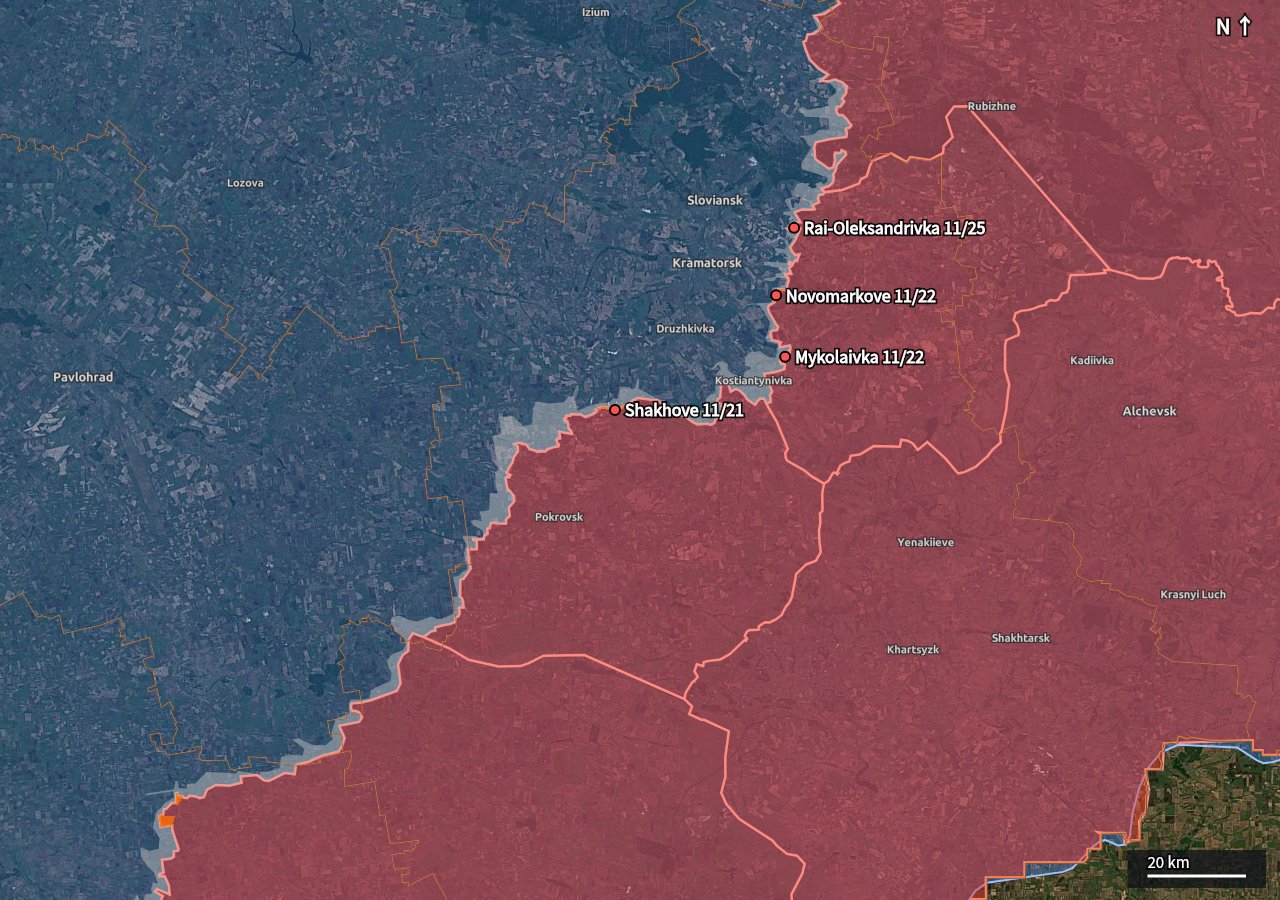 Izium
N ↑
Rubizhne
Lozova
Sloviansk
Rai-Oleksandrivka 11/25
Kramatorsk
Novomarkove 11/22
Druzhkivka
Mykolaivka 11/22
Kadiivka
Pavlohrad
Kostiantynivka
Shakhove 11/21
Alchevsk
Pokrovsk
Yenakiieve
Krasnyi Luch
Shakhtarsk
Khartsyzk
20 km